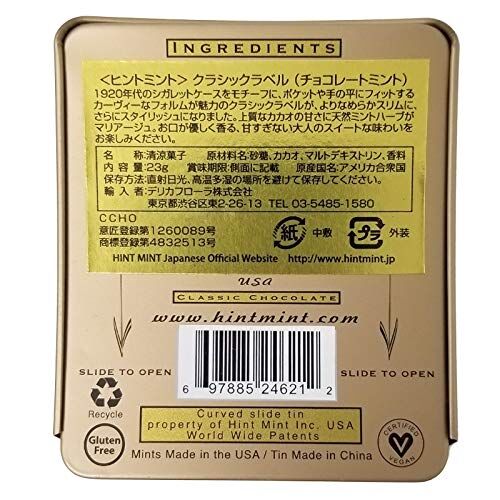 INGREDIENTS
<ヒントミント> クラシックラベル (チョコレートミント)
1920年代のシガレットケースをモチーフに、ポケットや手の平にフィットする
カーヴィーなフォルムが魅力のクラシックラベルが、よりなめらかスリムに、
さらにスタイリッシュになりました。上質なカカオの甘さに天然ミントハーブが
マリアージュ。お口が優しく香る、甘すぎない大人のスイートな味わいを
お楽しみください。
名称:清涼菓子 原材料名:砂糖、カカオ、マルトデキストリン、香料
内容量:23g 賞味期限:側面に記載 原産国名:アメリカ合衆国
保存方法:直射日光、高温多湿の場所を避けて保存してください。
輸入者:デリカフローラ株式会社
東京都渋谷区東2-26-13 TEL 03-5485-1580
CCHO
意匠登録第1260089号
商標登録第4832513号
紙 中敷 プラ 外装
HINT MINT Japanese Official Website http://www.hintmint.jp
USA
CLASSIC CHOCOLATE
www.hintmint.com
SLIDE TO OPEN
SLIDE TO OPEN
6 97885 24621 2
Recycle
Gluten
Free
Curved slide tin
property of Hint Mint Inc. USA
World Wide Patents
CERTIFIED
VEGAN
Mints Made in the USA / Tin Made in China